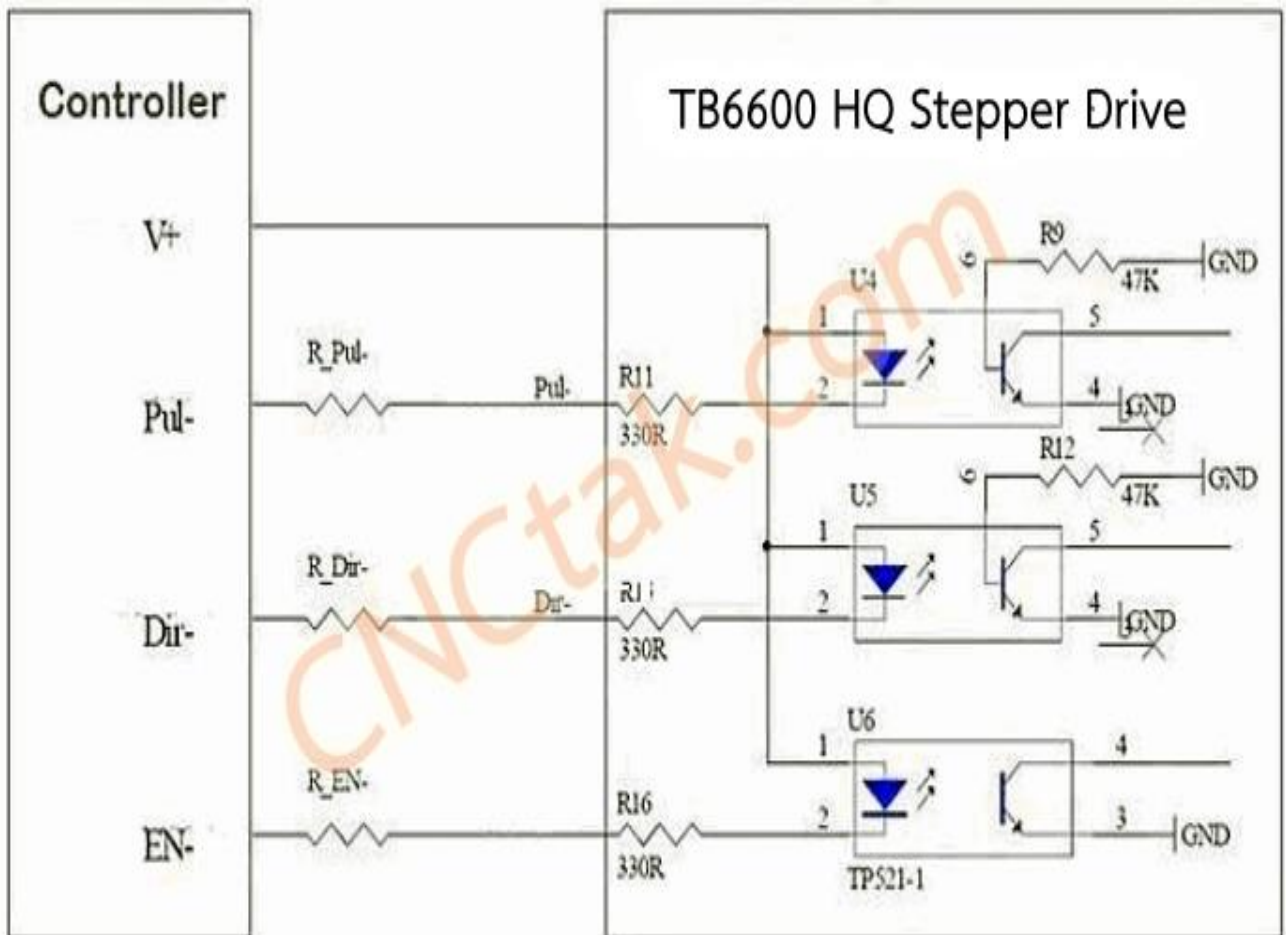 Controller
TB6600 HQ Stepper Drive
V+
R9
GND
47K
U4
6
1
5
R_Pul-
Pul-
R11
2
4
GND
Pul-
330R
R12
6
GND
47K
U5
1
5
R_Dir-
Dir-
2
4
GND
Dir-
330R
U6
1
4
R_EN-
R16
2
3
GND
EN-
330R
TP521-1
CNCtak.com